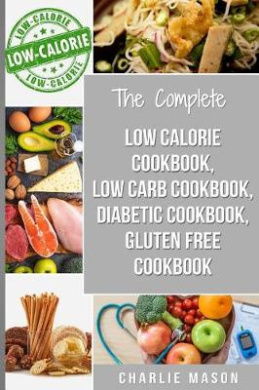 LOW-CALORIE
LOW-CALORIE
LOW-CALORIE
The Complete
LOW CALORIE
COOKBOOK,
LOW CARB COOKBOOK,
DIABETIC COOKBOOK,
GLUTEN FREE
COOKBOOK
CHARLIE MASON